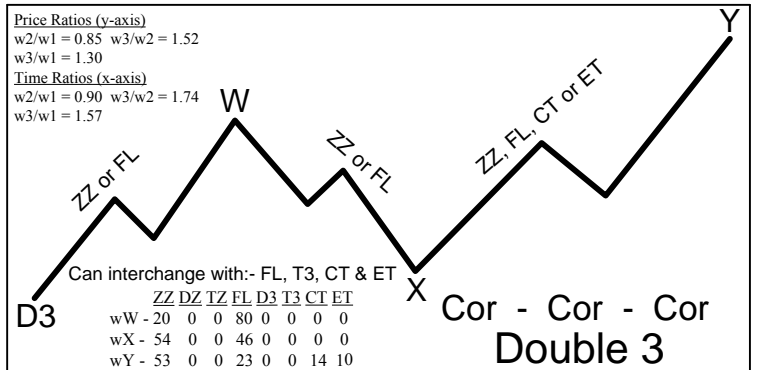 Price Ratios (y-axis)
w2/w1 = 0.85 w3/w2 = 1.52
w3/w1 = 1.30
Time Ratios (x-axis)
w2/w1 = 0.90 w3/w2 = 1.74
w3/w1 = 1.57
D3
ZZ or FL
W
ZZ or FL
X
ZZ, FL, CT or ET
Y
Can interchange with:- FL, T3, CT & ET
ZZ DZ TZ FL D3 T3 CT ET
wW - 20 0 0 80 0 0 0 0
wX - 54 0 0 46 0 0 0 0
wY - 53 0 0 23 0 0 14 10
Cor - Cor - Cor
Double 3